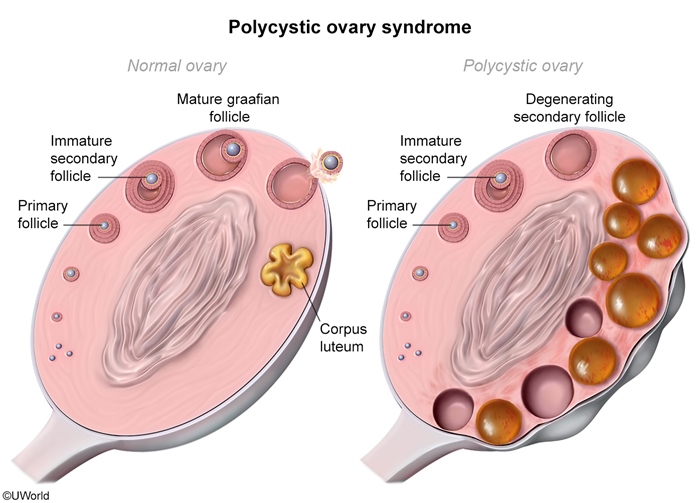 Polycystic ovary syndrome
Normal ovary
Mature graafian
follicle
Immature
secondary
follicle
Primary
follicle
Corpus
luteum
Polycystic ovary
Degenerating
secondary follicle
Immature
secondary
follicle
Primary
follicle
©UWorld